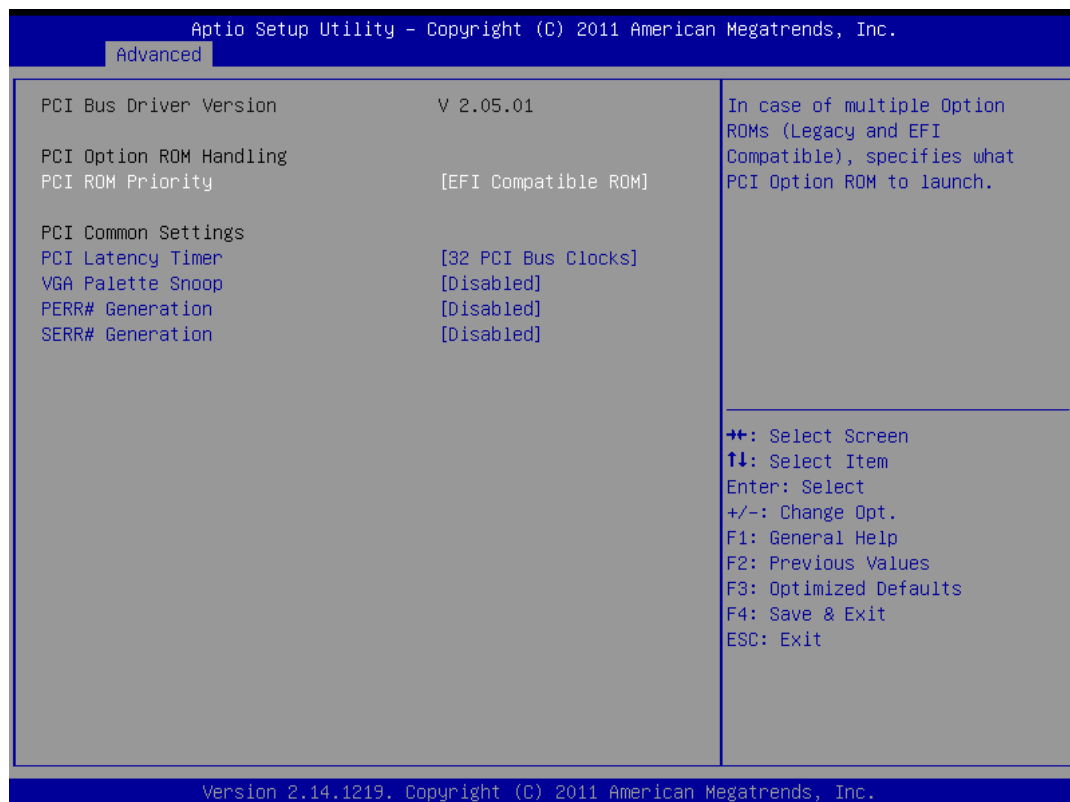 Aptio Setup Utility – Copyright (C) 2011 American Megatrends, Inc.
Advanced
PCI Bus Driver Version V 2.05.01
PCI Option ROM Handling
PCI ROM Priority [EFI Compatible ROM]
PCI Common Settings
PCI Latency Timer [32 PCI Bus Clocks]
VGA Palette Snoop [Disabled]
PERR# Generation [Disabled]
SERR# Generation [Disabled]
In case of multiple Option
ROMs (Legacy and EFI
Compatible), specifies what
PCI Option ROM to launch.
→←: Select Screen
↑↓: Select Item
Enter: Select
+/-: Change Opt.
F1: General Help
F2: Previous Values
F3: Optimized Defaults
F4: Save & Exit
ESC: Exit
Version 2.14.1219. Copyright (C) 2011 American Megatrends, Inc.